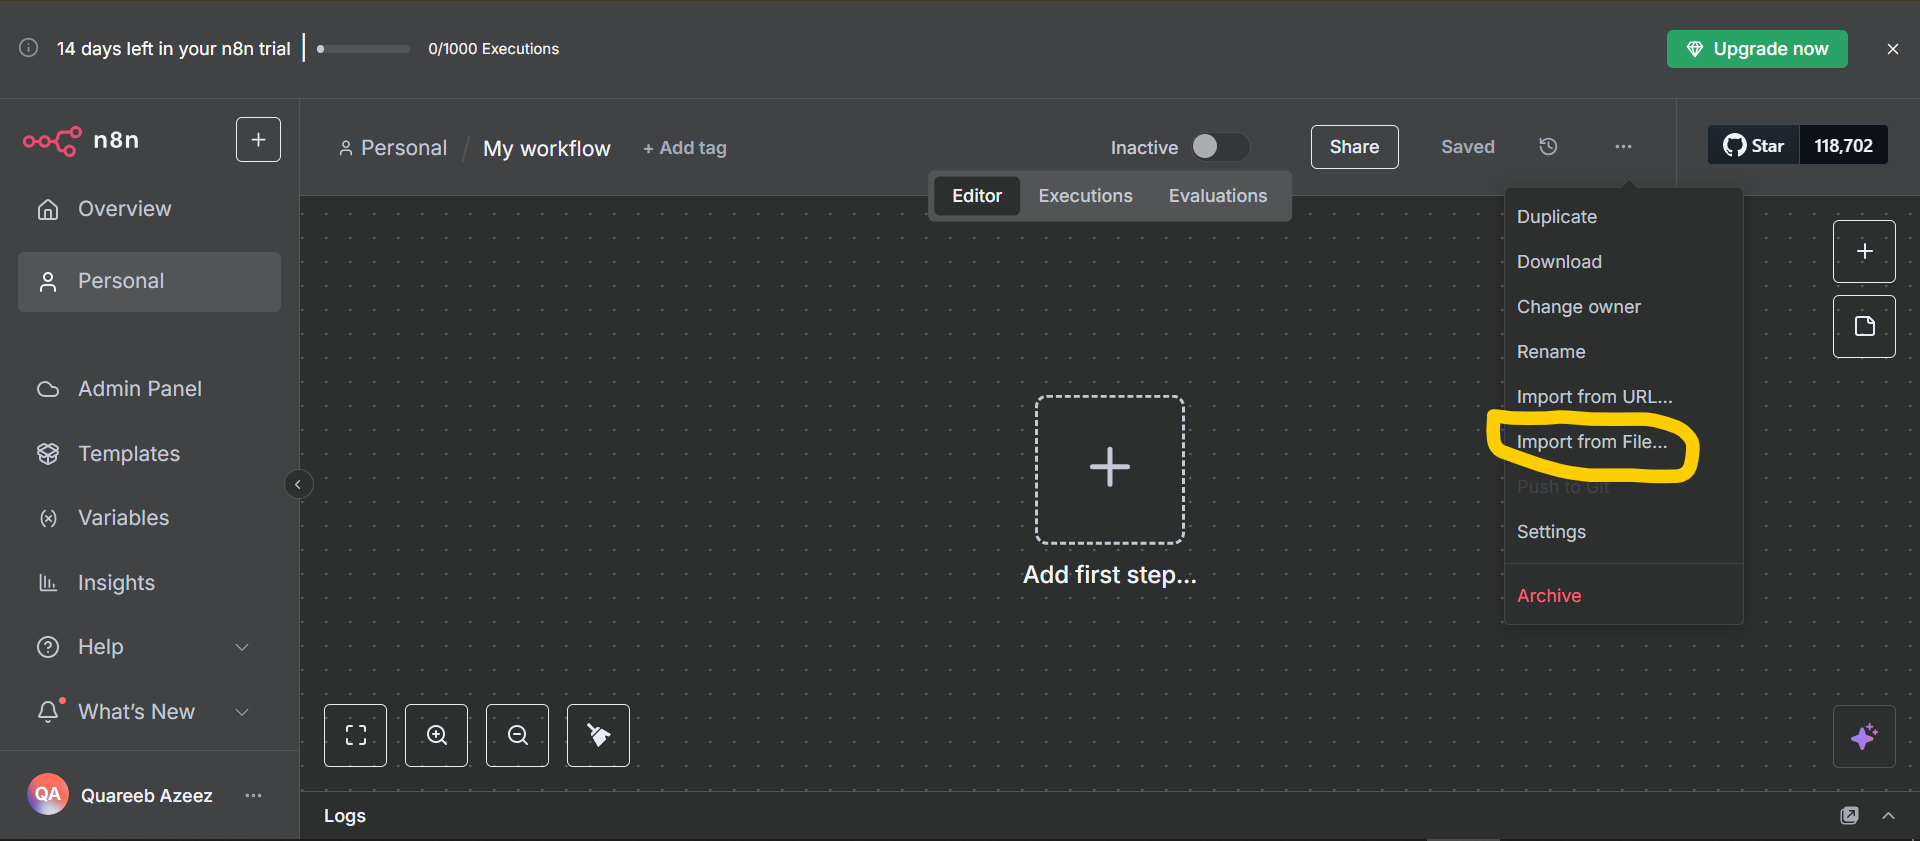 14 days left in your n8n trial
0/1000 Executions
Upgrade now
n8n
Personal / My workflow
+ Add tag
Inactive
Share
Saved
Star
118,702
Editor
Executions
Evaluations
Overview
Personal
Admin Panel
Templates
Variables
Insights
Help
What's New
QA
Quareeb Azeez
Duplicate
Download
Change owner
Rename
Import from URL...
Import from File...
Push to Git
Settings
Archive
Add first step...
Logs